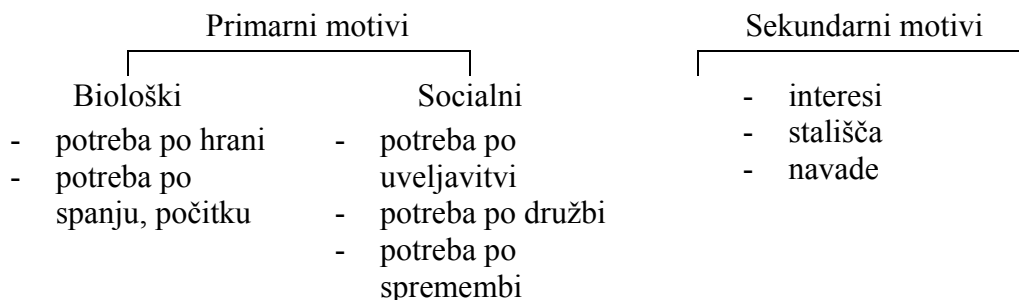 Primarni motivi
Sekundarni motivi
Biološki
- potreba po hrani
- potreba po
spanju, počitku
Socialni
- potreba po
uveljavitvi
- potreba po družbi
- potreba po
spremembi
- interesi
- stališča
- navade